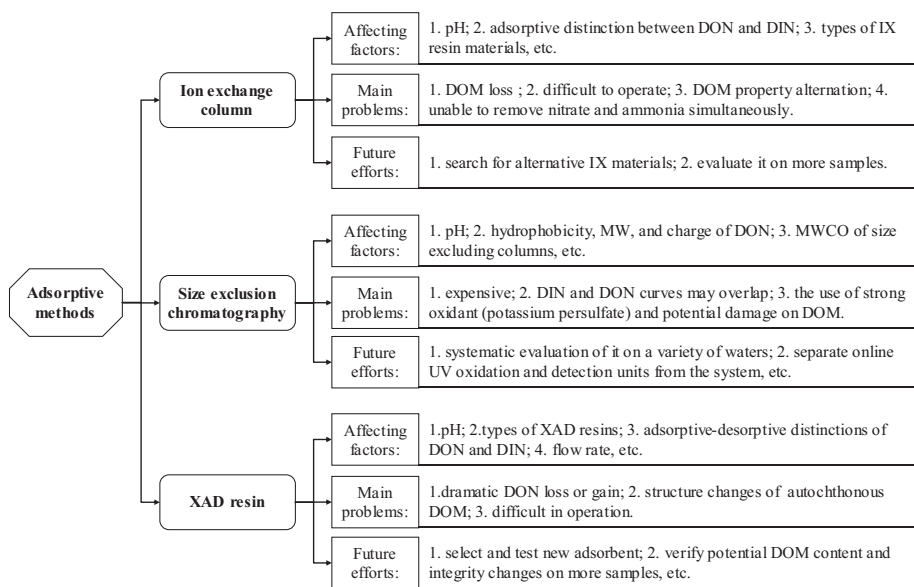 Adsorptive
methods
Ion exchange
column
Affecting
factors:
1. pH; 2. adsorptive distinction between DON and DIN; 3. types of IX
resin materials, etc.
Main
problems:
1. DOM loss ; 2. difficult to operate; 3. DOM property alternation; 4.
unable to remove nitrate and ammonia simultaneously.
Future
efforts:
1. search for alternative IX materials; 2. evaluate it on more samples.
Size exclusion
chromatography
Affecting
factors:
1. pH; 2. hydrophobicity, MW, and charge of DON; 3. MWCO of size
excluding columns, etc.
Main
problems:
1. expensive; 2. DIN and DON curves may overlap; 3. the use of strong
oxidant (potassium persulfate) and potential damage on DOM.
Future
efforts:
1. systematic evaluation of it on a variety of waters; 2. separate online
UV oxidation and detection units from the system, etc.
XAD resin
Affecting
factors:
1.pH; 2.types of XAD resins; 3. adsorptive-desorptive distinctions of
DON and DIN; 4. flow rate, etc.
Main
problems:
1.dramatic DON loss or gain; 2. structure changes of autochthonous
DOM; 3. difficult in operation.
Future
efforts:
1. select and test new adsorbent; 2. verify potential DOM content and
integrity changes on more samples, etc.